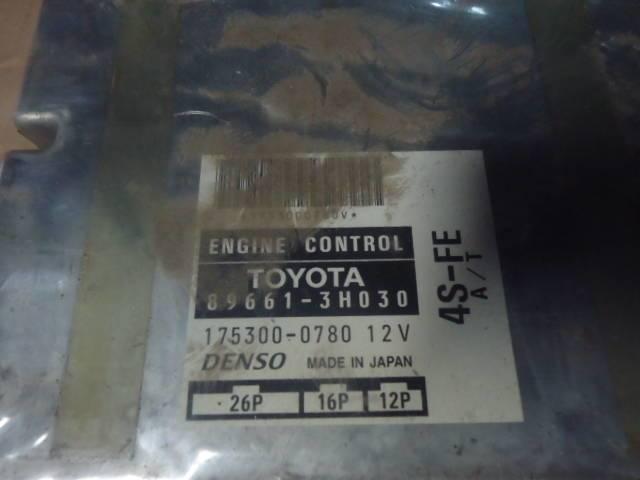 ENGINE CONTROL
TOYOTA
89661-3H030
175300-0780 12V
DENSO MADE IN JAPAN
26P 16P 12P
4S-FE
A/T